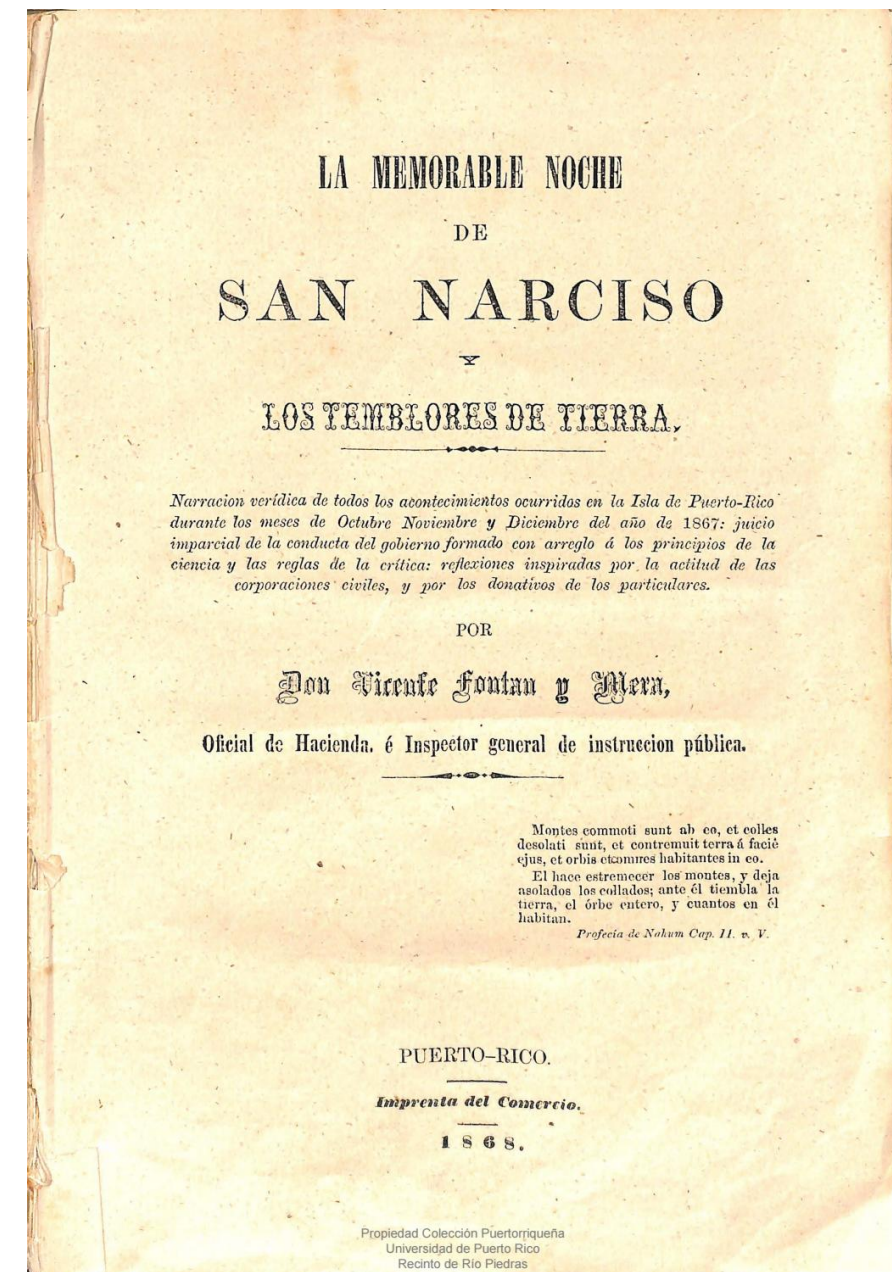 LA MEMORABLE NOCHE
DE
SAN NARCISO
Y
LOS TEMBLORES DE TIERRA,
Narracion verídica de todos los acontecimientos ocurridos en la Isla de Puerto-Rico
durante los meses de Octubre Noviembre y Diciembre del año de 1867: juicio
imparcial de la conducta del gobierno formado con arreglo á los principios de la
ciencia y las reglas de la crítica: reflexiones inspiradas por la actitud de las
corporaciones civiles, y por los donativos de los particulares.
POR
Don Vicente Fontan y Mera,
Oficial de Hacienda, é Inspector general de instruccion pública.
Montes commoti sunt ab eo, et colles
desolati sunt, et contremuit terra á facié
ejus, et orbis et omnes habitantes in eo.
El hace estremecer los montes, y deja
asolados los collados; ante él tiembla la
tierra, el órbe entero, y cuantos en él
habitan.
Profecía de Nahum Cap. 11. v. V.
PUERTO-RICO.
Imprenta del Comercio.
1868.
Propiedad Colección Puertorriqueña
Universidad de Puerto Rico
Recinto de Río Piedras